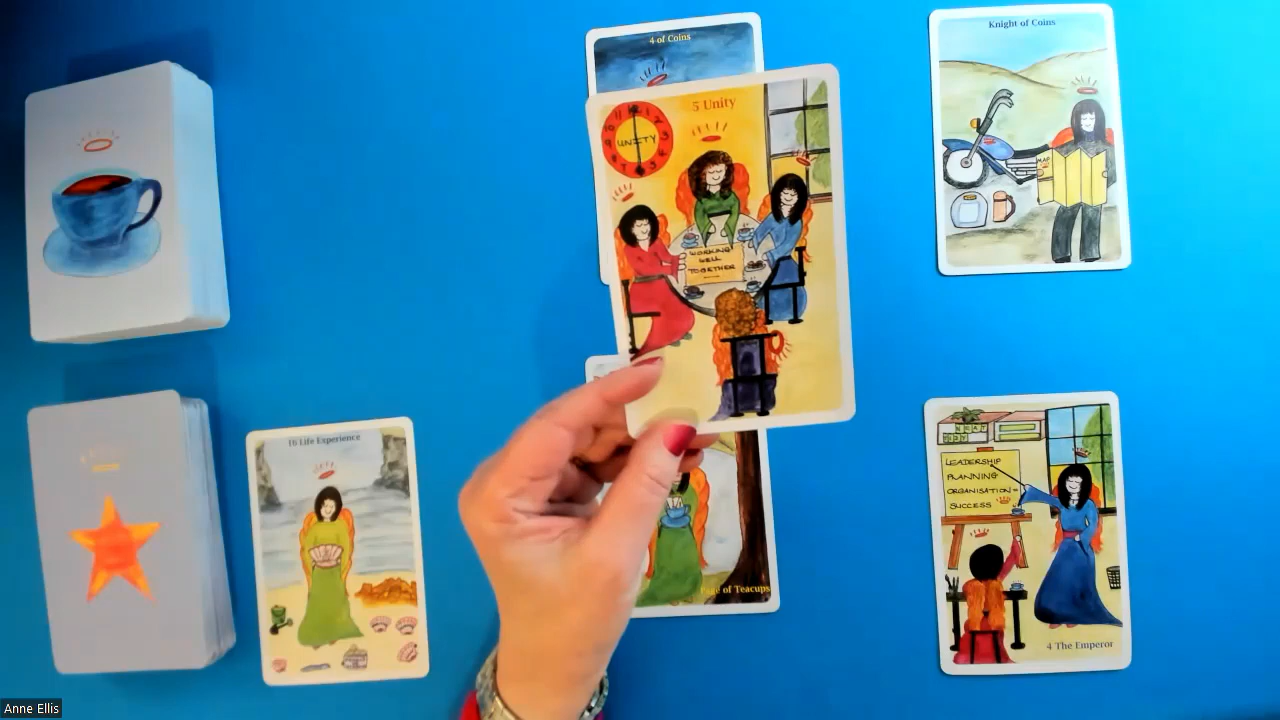 4 of Coins
Knight of Coins
5 Unity
UNITY
MAP
WORKING
WELL
TOGETHER
16 Life Experience
LEADERSHIP
PLANNING
ORGANISATION=
SUCCESS
Page of Teacups
4 The Emperor
Anne Ellis